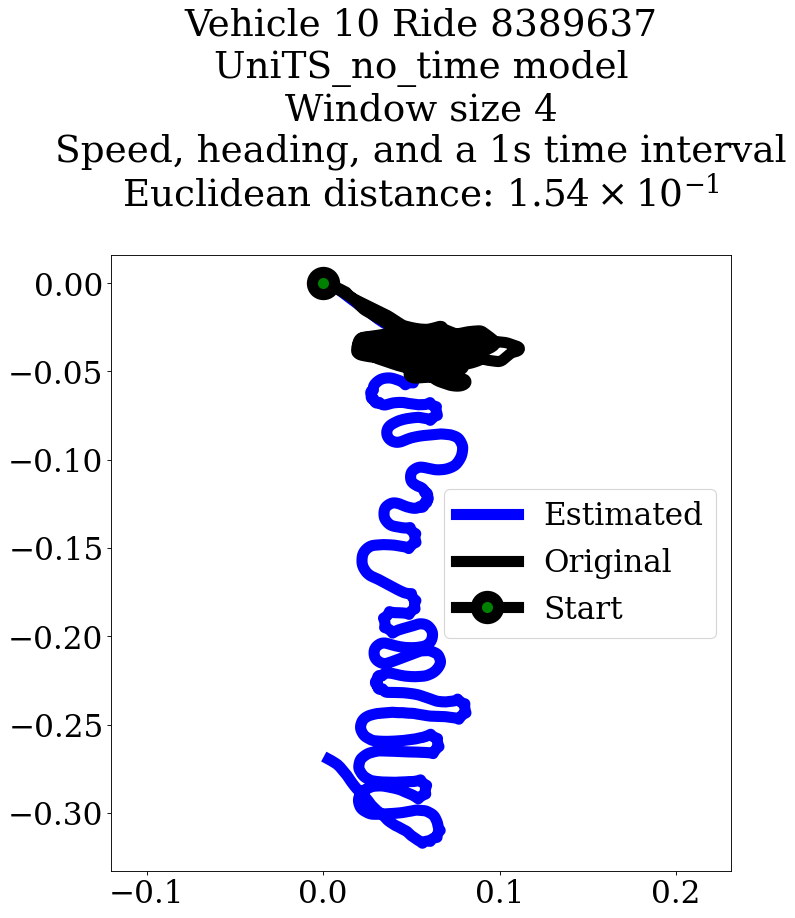 Vehicle 10 Ride 8389637
UniTS_no_time model
Window size 4
Speed, heading, and a 1s time interval
Euclidean distance: 1.54 × 10⁻¹
0.00
−0.05
−0.10
−0.15
−0.20
−0.25
−0.30
Estimated
Original
Start
−0.1 0.0 0.1 0.2